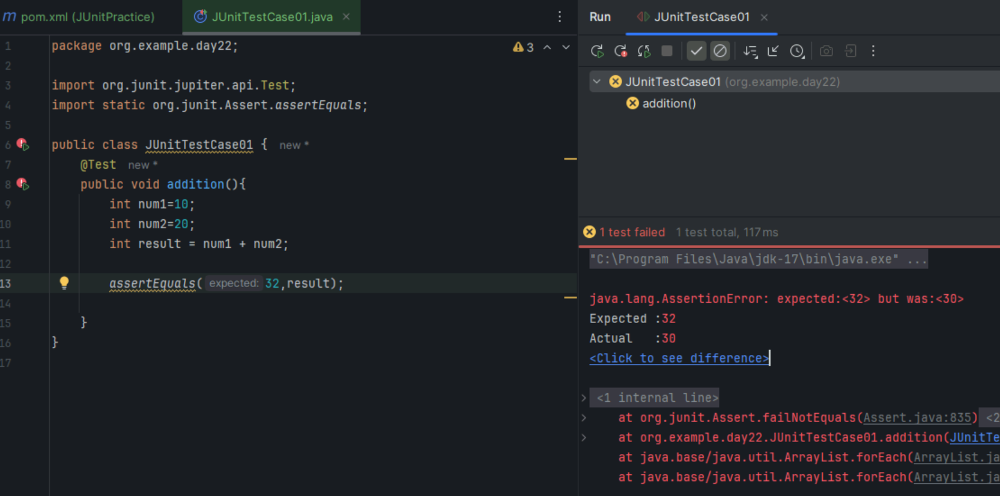 m pom.xml (JUnitPractice)
JUnitTestCase01.java
1 package org.example.day22;
3
2
3 import org.junit.jupiter.api.Test;
4 import static org.junit.Assert.assertEquals;
5
6 public class JUnitTestCase01 { new *
7 @Test new *
8 public void addition(){
9 int num1=10;
10 int num2=20;
11 int result = num1 + num2;
12
13 assertEquals( expected: 32,result);
14
15 }
16 }
17
Run JUnitTestCase01
JUnitTestCase01 (org.example.day22)
addition()
1 test failed 1 test total, 117 ms
"C:\Program Files\Java\jdk-17\bin\java.exe" ...
java.lang.AssertionError: expected:<32> but was:<30>
Expected :32
Actual :30
<Click to see difference>
<1 internal line>
at org.junit.Assert.failNotEquals(Assert.java:835) <2
at org.example.day22.JUnitTestCase01.addition(JUnitTe
at java.base/java.util.ArrayList.forEach(ArrayList.ja
at java.base/java.util.ArrayList.forEach(ArrayList.ja